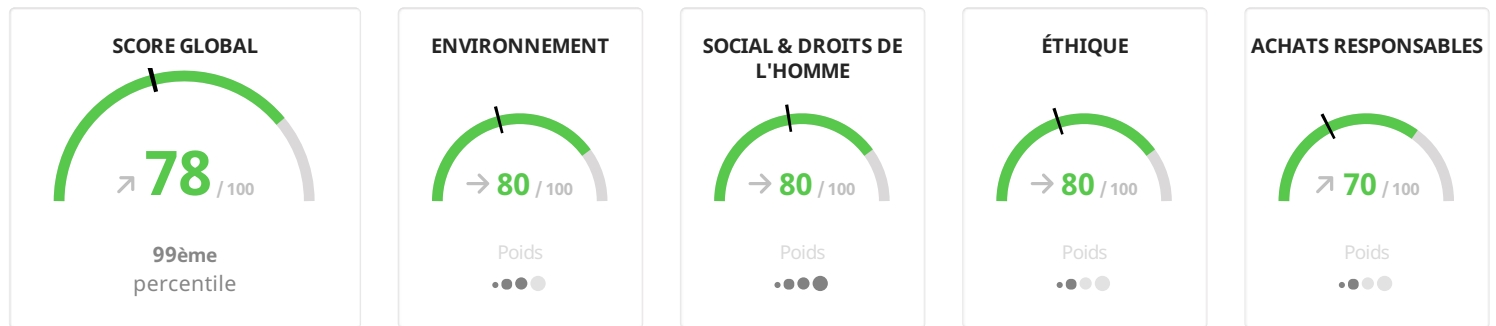 SCORE GLOBAL
78 / 100
99ème
percentile
ENVIRONNEMENT
80 / 100
Poids
SOCIAL & DROITS DE
L'HOMME
80 / 100
Poids
ÉTHIQUE
80 / 100
Poids
ACHATS RESPONSABLES
70 / 100
Poids